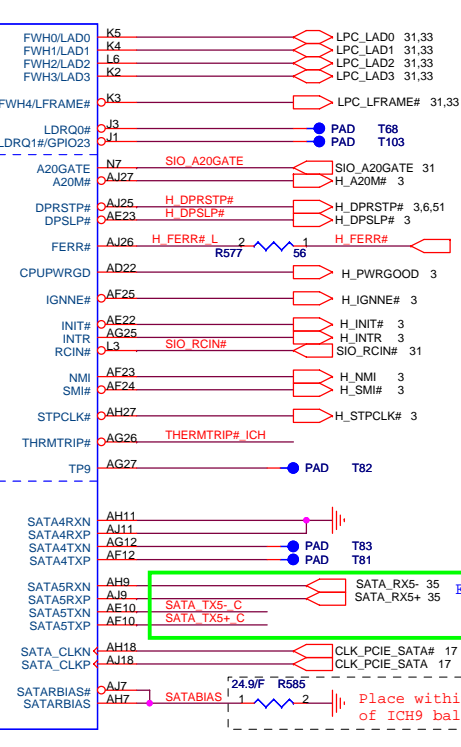 FWH0/LAD0 K5 LPC_LAD0 31,33
FWH1/LAD1 K4 LPC_LAD1 31,33
FWH2/LAD2 L6 LPC_LAD2 31,33
FWH3/LAD3 K2 LPC_LAD3 31,33
FWH4/LFRAME# K3 LPC_LFRAME# 31,33
LDRQ0# J3 PAD T68
LDRQ1#/GPIO23 J1 PAD T103
A20GATE N7 SIO_A20GATE SIO_A20GATE 31
A20M# AJ27 H_A20M# 3
DPRSTP# AJ25 H_DPRSTP# H_DPRSTP# 3,6,51
DPSLP# AE23 H_DPSLP# H_DPSLP# 3
FERR# AJ26 H_FERR#_L 2 1 H_FERR#
R577 56
CPUPWRGD AD22 H_PWRGOOD 3
IGNNE# AF25 H_IGNNE# 3
INIT# AE22 H_INIT# 3
INTR AG25 H_INTR 3
RCIN# L3 SIO_RCIN# SIO_RCIN# 31
NMI AF23 H_NMI 3
SMI# AF24 H_SMI# 3
STPCLK# AH27 H_STPCLK# 3
THRMTRIP# AG26 THERMTRIP#_ICH
TP9 AG27 PAD T82
SATA4RXN AH11
SATA4RXP AJ11
SATA4TXN AG12 PAD T83
SATA4TXP AF12 PAD T81
SATA5RXN AH9 SATA_RX5- 35
SATA5RXP AJ9 SATA_RX5+ 35
SATA5TXN AE10 SATA_TX5-_C
SATA5TXP AF10 SATA_TX5+_C
SATA_CLKN AH18 CLK_PCIE_SATA# 17
SATA_CLKP AJ18 CLK_PCIE_SATA 17
SATARBIAS# AJ7 24.9/F R585
SATARBIAS AH7 SATABIAS 1 2 Place withi
of ICH9 bal